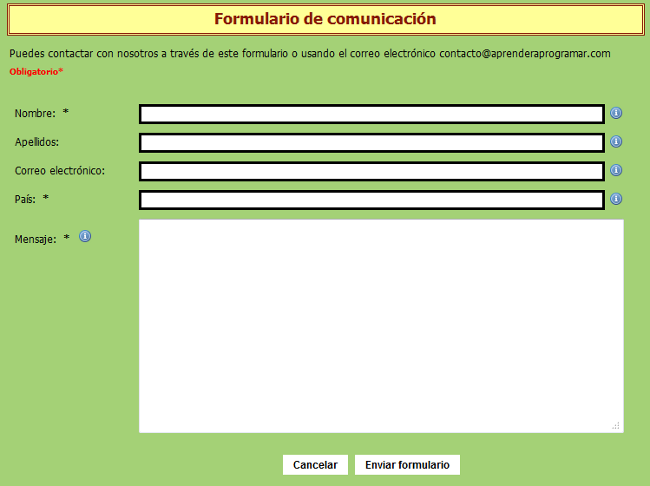 Formulario de comunicación
Puedes contactar con nosotros a través de este formulario o usando el correo electrónico contacto@aprenderaprogramar.com
Obligatorio*
Nombre: *
Apellidos:
Correo electrónico:
País: *
Mensaje: *
Cancelar Enviar formulario